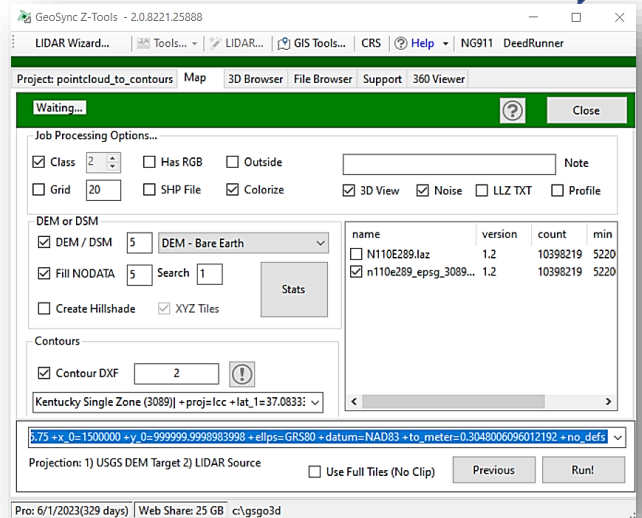 GeoSync Z-Tools - 2.0.8221.25888
LIDAR Wizard... Tools... LIDAR... GIS Tools... CRS Help NG911 DeedRunner
Project: pointcloud_to_contours Map 3D Browser File Browser Support 360 Viewer
Waiting... ? Close
Job Processing Options...
Class 2 Has RGB Outside Note
Grid 20 SHP File Colorize 3D View Noise LLZ TXT Profile
DEM or DSM
DEM / DSM 5 DEM - Bare Earth
Fill NODATA 5 Search 1 Stats
Create Hillshade XYZ Tiles
name version count min
N110E289.laz 1.2 10398219 5220
n110e289_epsg_3089... 1.2 10398219 5220
Contours
Contour DXF 2
Kentucky Single Zone (3089)| +proj=lcc +lat_1=37.0833
5.75 +x_0=1500000 +y_0=999999.9998983998 +ellps=GRS80 +datum=NAD83 +to_meter=0.3048006096012192 +no_defs
Projection: 1) USGS DEM Target 2) LIDAR Source Use Full Tiles (No Clip) Previous Run!
Pro: 6/1/2023(329 days) Web Share: 25 GB c:\gsgo3d